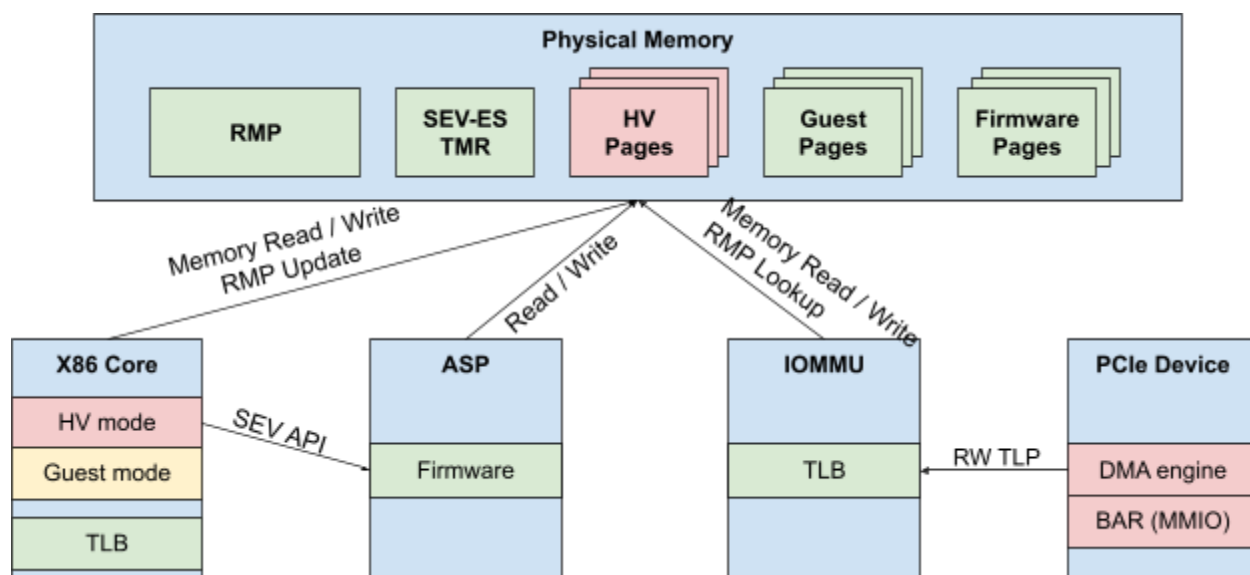 Physical Memory
RMP
SEV-ES
TMR
HV
Pages
Guest
Pages
Firmware
Pages
Memory Read / Write
RMP Update
Read / Write
Memory Read / Write
RMP Lookup
X86 Core
HV mode
Guest mode
TLB
SEV API
ASP
Firmware
IOMMU
TLB
RW TLP
PCIe Device
DMA engine
BAR (MMIO)